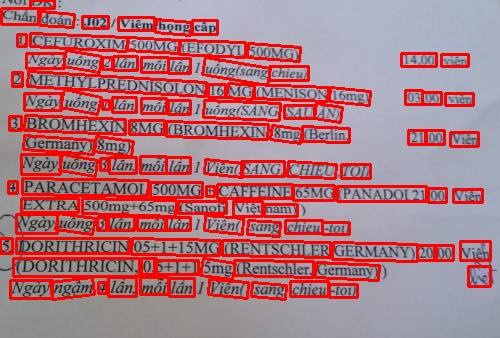 Chẩn đoán: J02 / Viêm họng cấp
1. CEFUROXIM 500MG (EFODYL 500MG) 14,00 viên
Ngày uống 2 lần, mỗi lần 1 uống(sang chieu)
2. METHYLPREDNISOLON 16 MG (MENISON 16mg) 03,00 viên
Ngày uống lần, mỗi lần 1 uống(SANG SAU AN)
3. BROMHEXIN 8MG (BROMHEXIN 8mg (Berlin, 21,00 Viên
Germany) 8mg)
Ngày uống 3 lần, mỗi lần 1 Viên( SANG CHIEU TOI)
4. PARACETAMOL 500MG + CAFFEINE 65MG (PANADOL 21,00 Viên
EXTRA 500mg+65mg (Sanofi Việt nam))
Ngày uống 3 lần, mỗi lần 1 Viên( sang chieu-toi)
5. DORITHRICIN 05+1+15MG (RENTSCHLER GERMANY) 20,00 Viên
(DORITHRICIN, 0.5+1+1.5mg (Rentschler, Germany))
Ngày ngậm 4 lần, mỗi lần 1 Viên( sang chieu -toi)